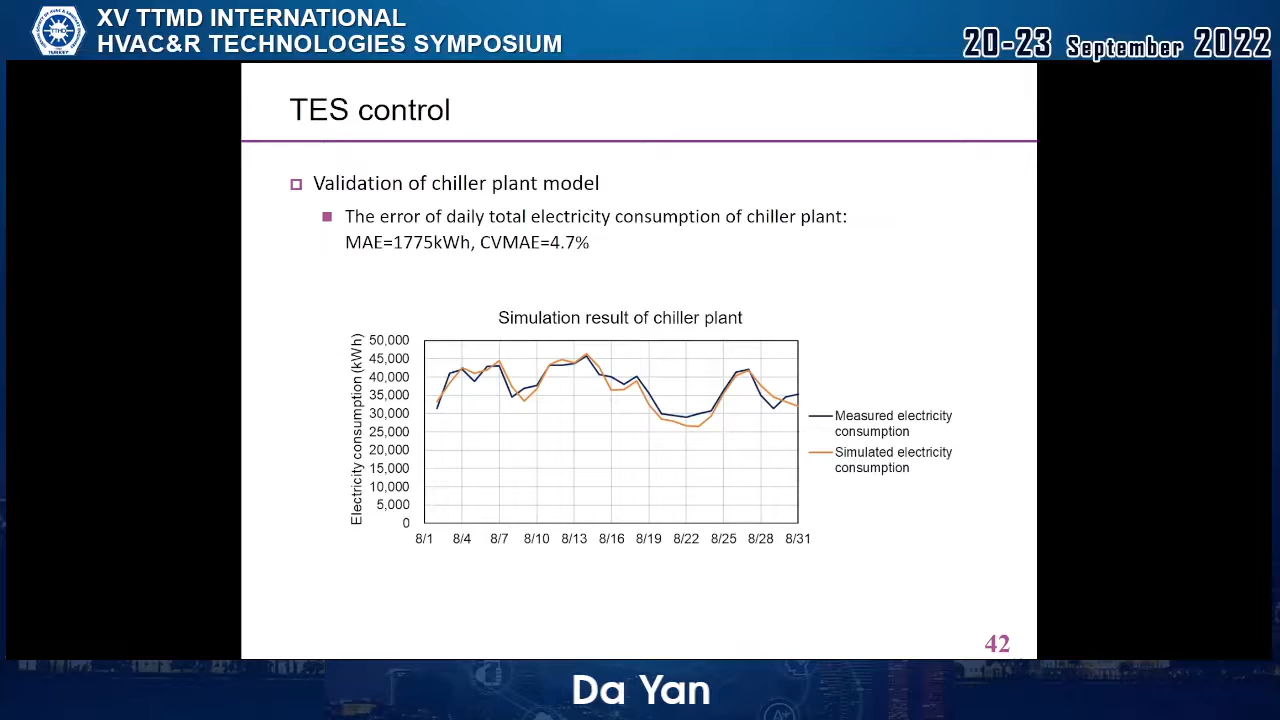 XV TTMD INTERNATIONAL
HVAC&R TECHNOLOGIES SYMPOSIUM
20-23 September 2022
TES control
Validation of chiller plant model
The error of daily total electricity consumption of chiller plant:
MAE=1775kWh, CVMAE=4.7%
Simulation result of chiller plant
Electricity consumption (kWh)
50,000
45,000
40,000
35,000
30,000
25,000
20,000
15,000
10,000
5,000
0
8/1 8/4 8/7 8/10 8/13 8/16 8/19 8/22 8/25 8/28 8/31
Measured electricity
consumption
Simulated electricity
consumption
42
Da Yan